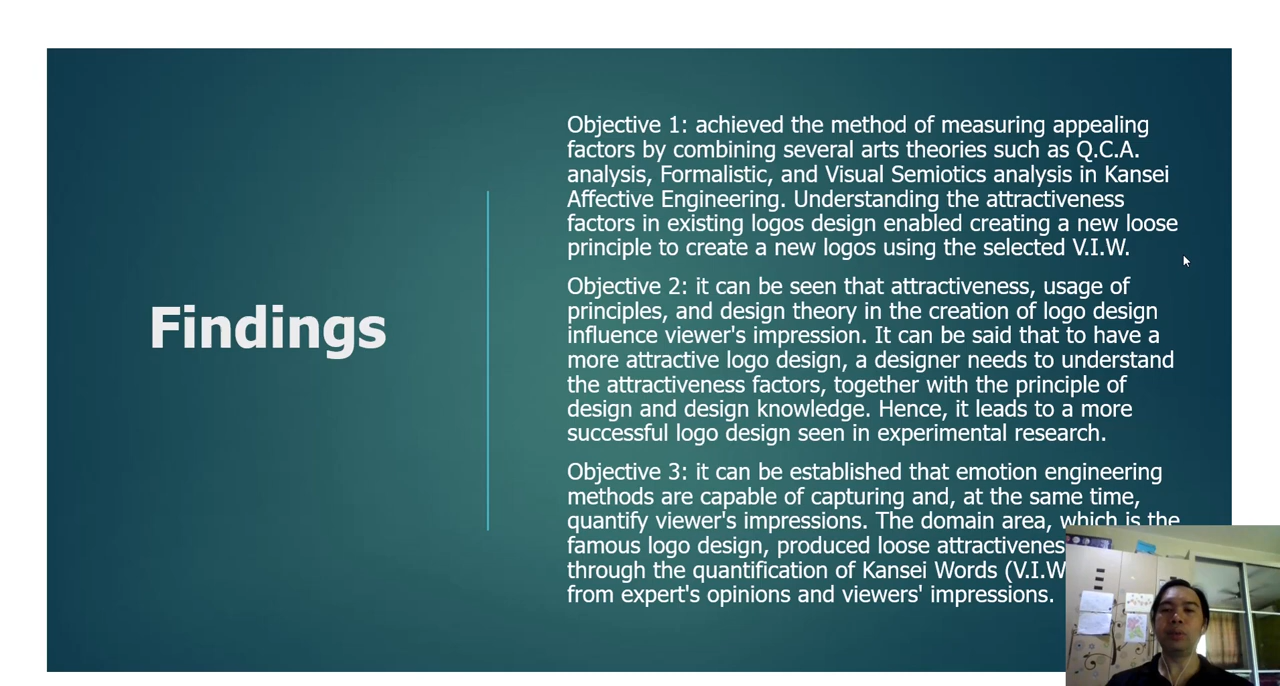 Findings
Objective 1: achieved the method of measuring appealing
factors by combining several arts theories such as Q.C.A.
analysis, Formalistic, and Visual Semiotics analysis in Kansei
Affective Engineering. Understanding the attractiveness
factors in existing logos design enabled creating a new loose
principle to create a new logos using the selected V.I.W.
Objective 2: it can be seen that attractiveness, usage of
principles, and design theory in the creation of logo design
influence viewer's impression. It can be said that to have a
more attractive logo design, a designer needs to understand
the attractiveness factors, together with the principle of
design and design knowledge. Hence, it leads to a more
successful logo design seen in experimental research.
Objective 3: it can be established that emotion engineering
methods are capable of capturing and, at the same time,
quantify viewer's impressions. The domain area, which is the
famous logo design, produced loose
through the quantification of Kansei Words (V.I.W
from expert's opinions and viewers' impressions.